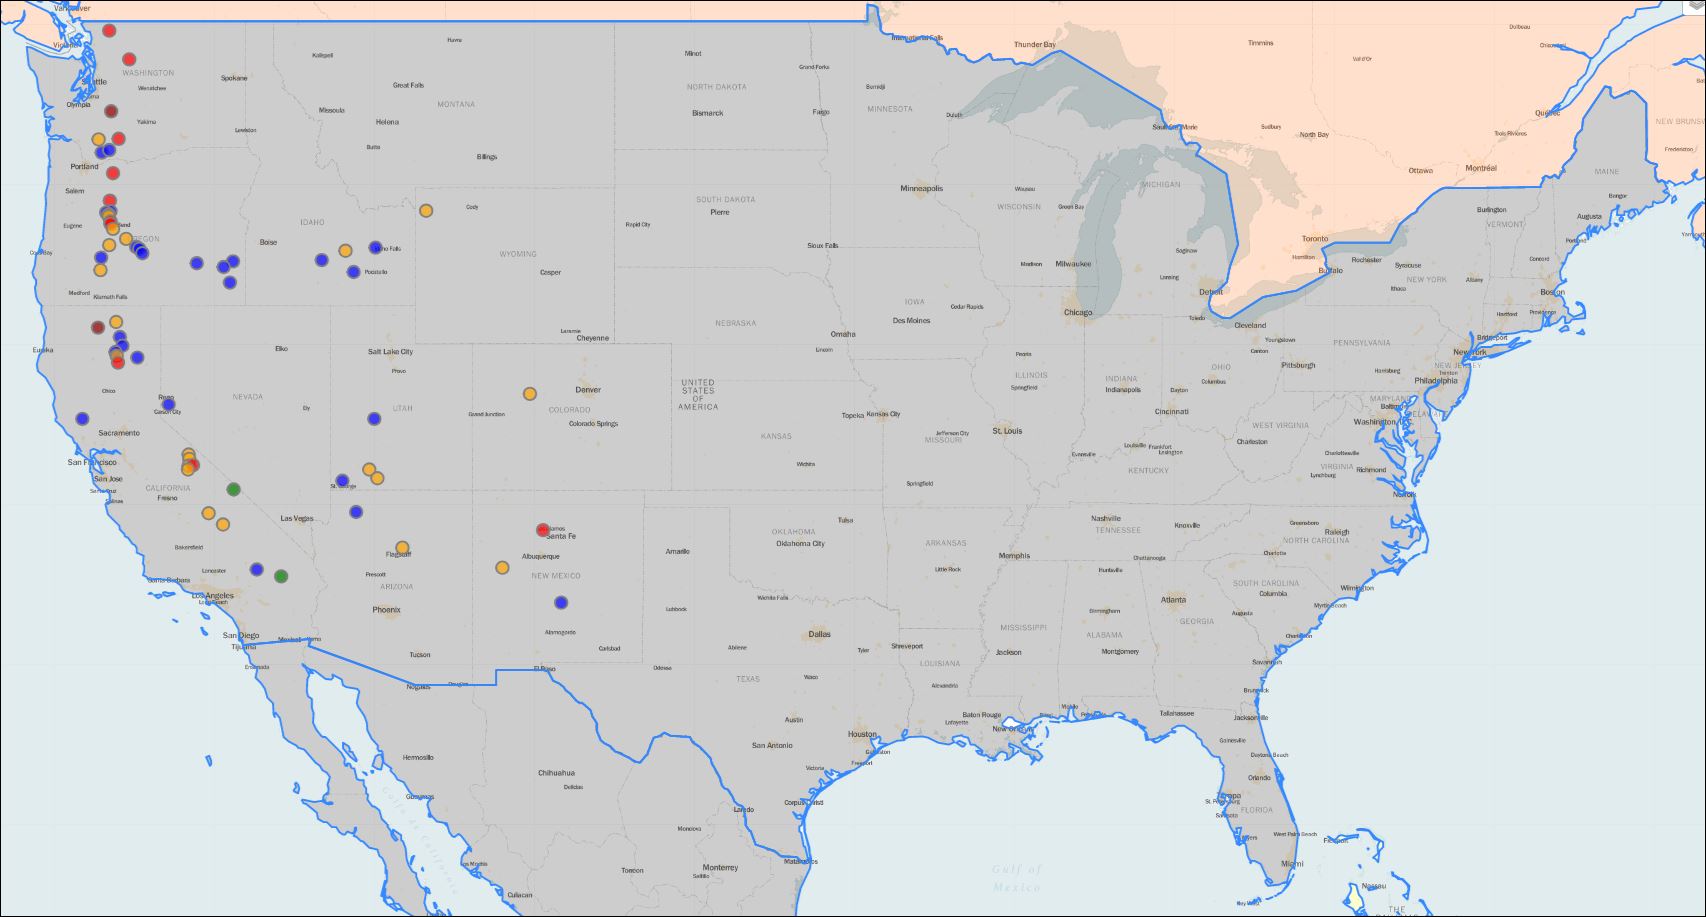 Vancouver
Victoria
Seattle
WASHINGTON
Wenatchee
Olympia
Yakima
Spokane
Kalispell
Havre
Great Falls
MONTANA
Missoula
Helena
Butte
Billings
Lewiston
Portland
Salem
Eugene
Bend
OREGON
Coos Bay
Medford
Klamath Falls
IDAHO
Boise
Idaho Falls
Pocatello
Cody
WYOMING
Casper
Laramie
Cheyenne
Minot
NORTH DAKOTA
Bismarck
Grand Forks
Fargo
SOUTH DAKOTA
Pierre
Rapid City
Sioux Falls
International Falls
Bemidji
MINNESOTA
Duluth
Minneapolis
Thunder Bay
Timmins
Val d'Or
Dolbeau
Chicoutimi
Québec
Trois Rivieres
Sault Ste Marie
Sudbury
North Bay
Ottawa
Montréal
Toronto
Hamilton
Buffalo
NEW BRUNSW
Fredericton
Yarmouth
MAINE
Bangor
Augusta
Portland
Burlington
VERMONT
Concord
Rochester
Syracuse
NEW YORK
Albany
Ithaca
Boston
Hartford
Providence
Bridgeport
New York
NEW JERSEY
Trenton
Philadelphia
PENNSYLVANIA
Harrisburg
Pittsburgh
Youngstown
Cleveland
Canton
Toledo
Detroit
Lansing
Saginaw
MICHIGAN
WISCONSIN
Wausau
Green Bay
Madison
Milwaukee
Chicago
IOWA
Cedar Rapids
Des Moines
NEBRASKA
Omaha
Lincoln
Eureka
Chico
Reno
Carson City
Sacramento
San Francisco
San Jose
Santa Cruz
Salinas
CALIFORNIA
Fresno
Bakersfield
Lancaster
Santa Barbara
Los Angeles
Long Beach
San Diego
Tijuana
Mexicali
Ensenada
Elko
NEVADA
Ely
Las Vegas
Salt Lake City
Provo
UTAH
St. George
Grand Junction
Denver
COLORADO
Colorado Springs
UNITED
STATES
OF
AMERICA
KANSAS
Topeka
Kansas City
Wichita
MISSOURI
Jefferson City
St. Louis
Springfield
ILLINOIS
Peoria
Springfield
INDIANA
Indianapolis
OHIO
Dayton
Columbus
Cincinnati
Evansville
Louisville
Frankfort
Lexington
KENTUCKY
WEST VIRGINIA
Charleston
MARYLAND
Baltimore
Washington, D.C.
DELAWARE
Charlottesville
VIRGINIA
Richmond
Lynchburg
Norfolk
Flagstaff
Prescott
ARIZONA
Phoenix
Tucson
Nogales
Douglas
Los Alamos
Santa Fe
Albuquerque
NEW MEXICO
Alamogordo
Carlsbad
El Paso
Amarillo
Lubbock
Odessa
Abilene
Wichita Falls
OKLAHOMA
Oklahoma City
Tulsa
Dallas
Tyler
Waco
TEXAS
Austin
San Antonio
Houston
Galveston
Freeport
Victoria
Corpus Christi
Laredo
Matamoros
ARKANSAS
Little Rock
Memphis
Nashville
TENNESSEE
Knoxville
Chattanooga
Huntsville
Greensboro
Raleigh
NORTH CAROLINA
Charlotte
Wilmington
SOUTH CAROLINA
Columbia
Myrtle Beach
Charleston
Augusta
Atlanta
GEORGIA
Savannah
Brunswick
Birmingham
ALABAMA
Montgomery
MISSISSIPPI
Jackson
Shreveport
LOUISIANA
Alexandria
Baton Rouge
Lafayette
New Orleans
Mobile
Tallahassee
Jacksonville
Gainesville
Daytona Beach
Orlando
Tampa
St. Petersburg
Sarasota
FLORIDA
West Palm Beach
Miami
Key West
Freeport
Nassau
THE
Gulf of
Mexico
Golfo de California
Hermosillo
Guaymas
Los Mochis
Culiacan
Chihuahua
Delicias
Monclova
Torreon
Monterrey
Saltillo